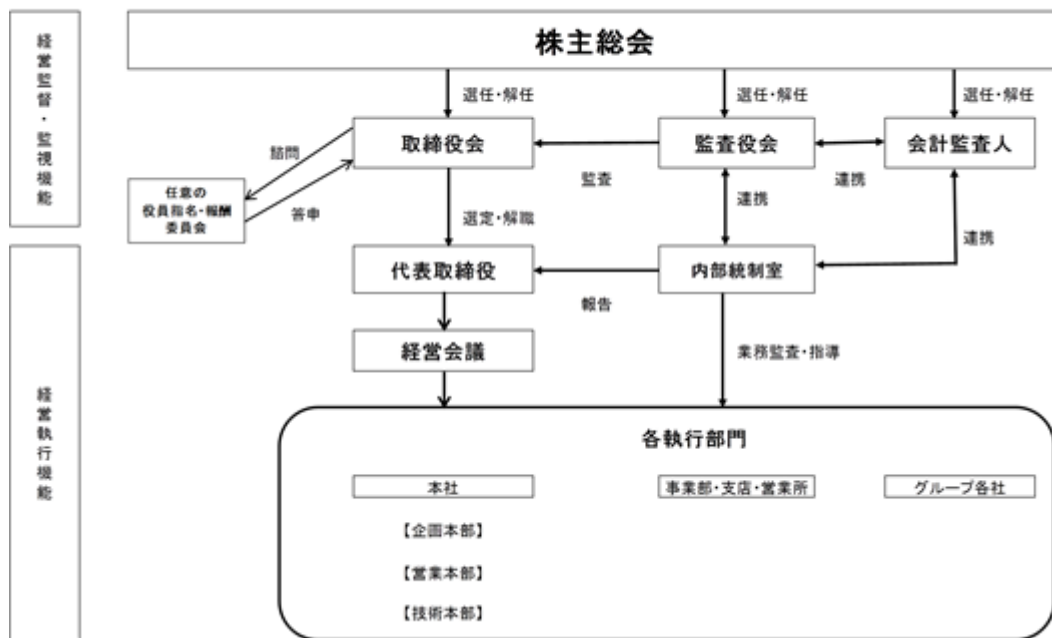 経営監督・監視機能
株主総会
選任・解任
選任・解任
選任・解任
取締役会
監査役会
会計監査人
諮問
監査
連携
任意の
役員指名・報酬
委員会
答申
選定・解職
連携
連携
代表取締役
内部統制室
報告
経営会議
業務監査・指導
経営執行機能
各執行部門
本社
事業部・支店・営業所
グループ各社
【企画本部】
【営業本部】
【技術本部】